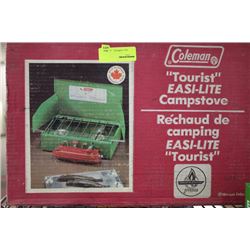 Coleman
"Tourist"
EASI-LITE
Campstove
Réchaud de
camping
EASI-LITE
"Tourist"